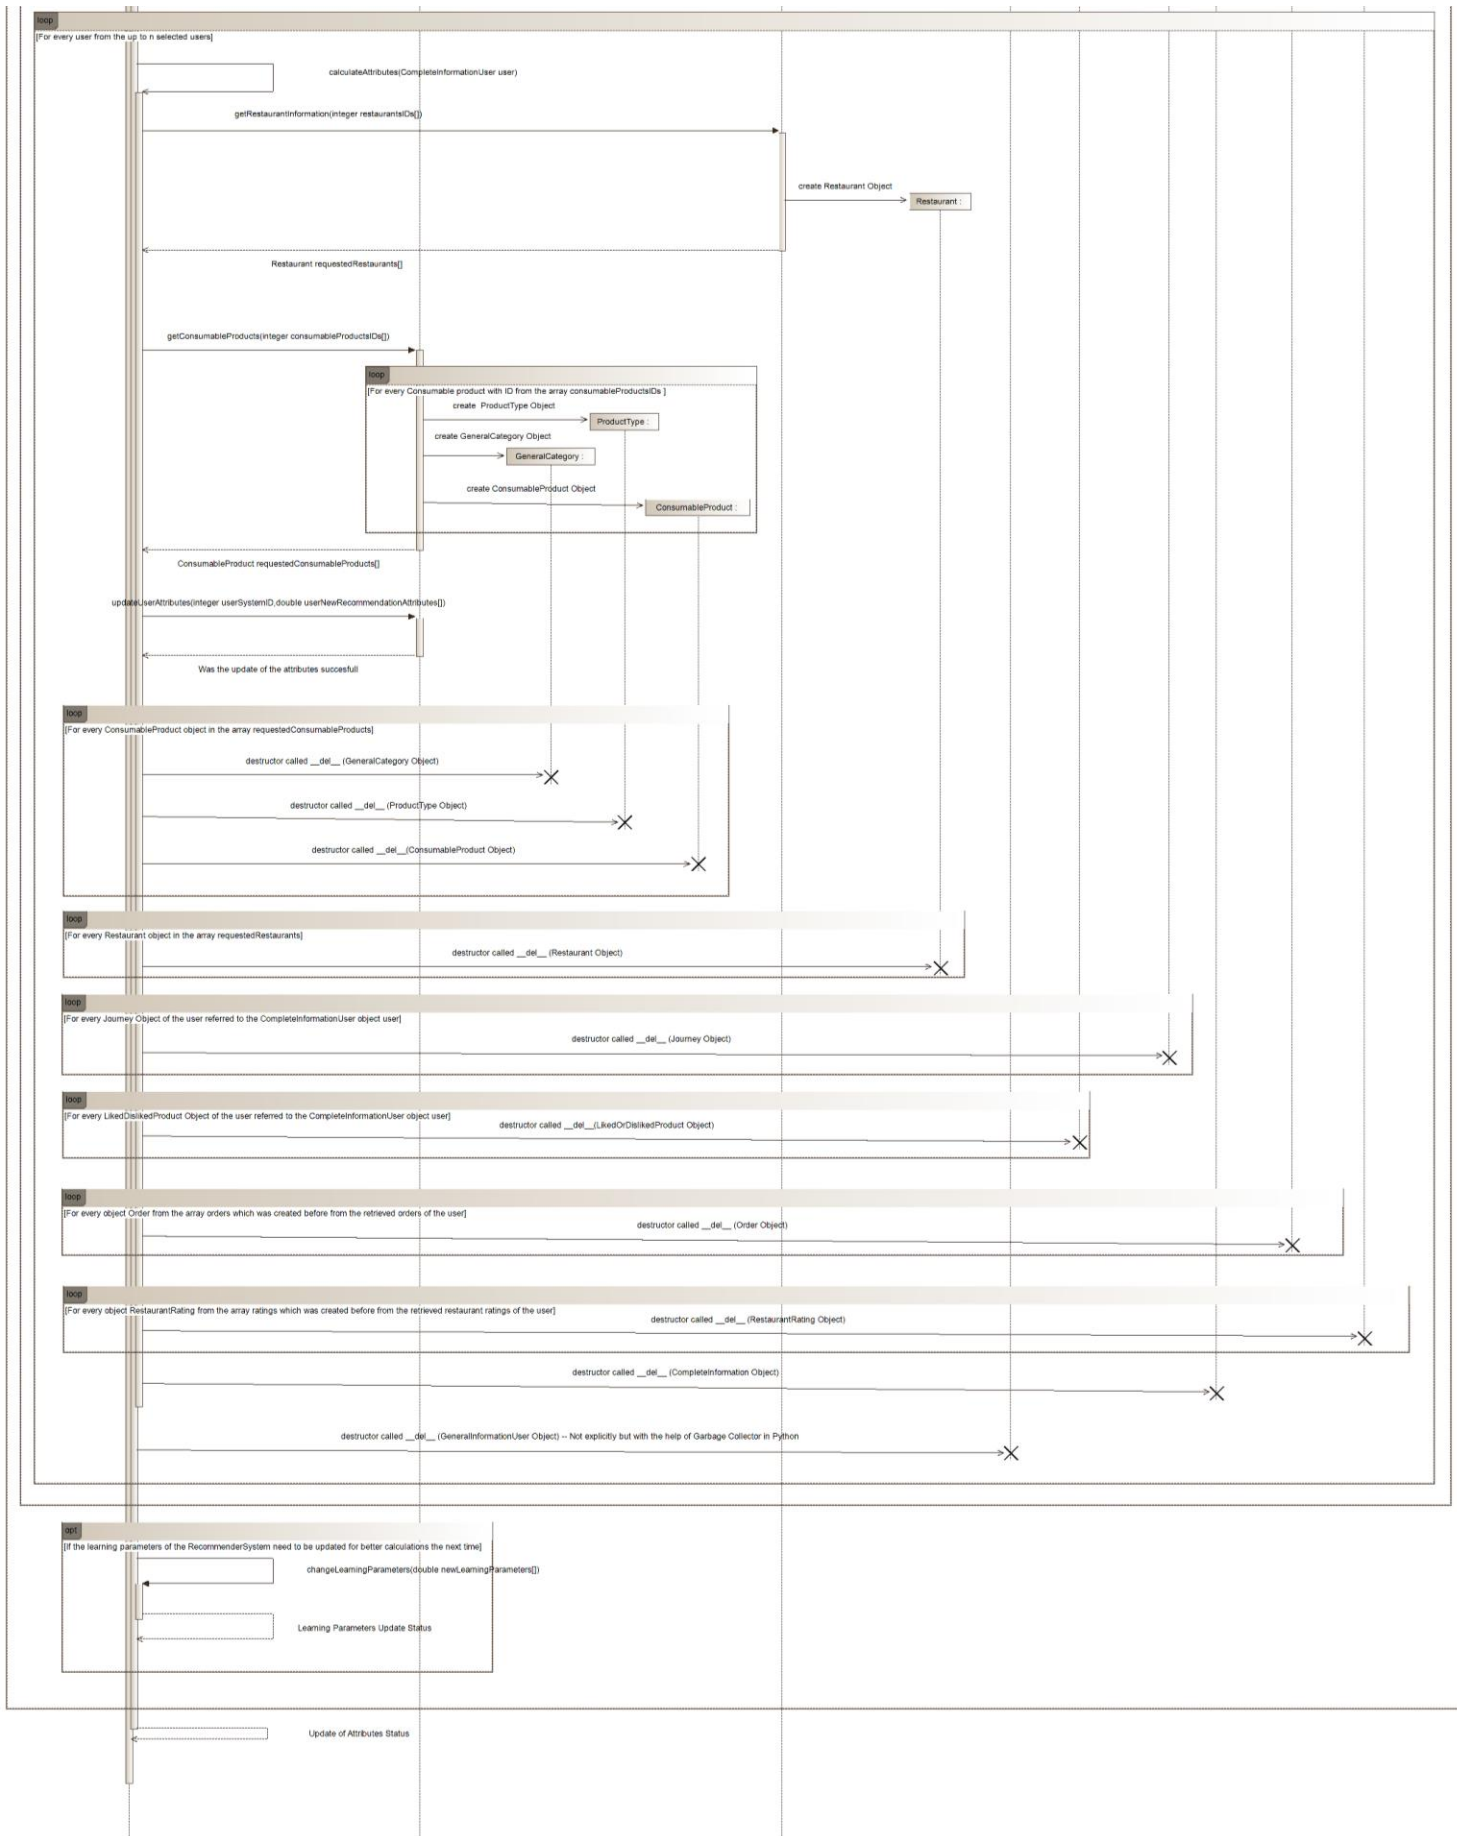 loop
[For every user from the up to n selected users]
calculateAttributes(CompleteInformationUser user)
getRestaurantInformation(integer restaurantsIDs[])
create Restaurant Object
Restaurant :
Restaurant requestedRestaurants[]
getConsumableProducts(integer consumableProductsIDs[])
loop
[For every Consumable product with ID from the array consumableProductsIDs ]
create ProductType Object
ProductType :
create GeneralCategory Object
GeneralCategory :
create ConsumableProduct Object
ConsumableProduct :
ConsumableProduct requestedConsumableProducts[]
updateUserAttributes(integer userSystemID,double userNewRecommendationAttributes[])
Was the update of the attributes succesfull
loop
[For every ConsumableProduct object in the array requestedConsumableProducts]
destructor called __del__ (GeneralCategory Object)
destructor called __del__ (ProductType Object)
destructor called __del__(ConsumableProduct Object)
loop
[For every Restaurant object in the array requestedRestaurants]
destructor called __del__ (Restaurant Object)
loop
[For every Journey Object of the user referred to the CompleteInformationUser object user]
destructor called __del__ (Journey Object)
loop
[For every LikedDislikedProduct Object of the user referred to the CompleteInformationUser object user]
destructor called __del__(LikedOrDislikedProduct Object)
loop
[For every object Order from the array orders which was created before from the retrieved orders of the user]
destructor called __del__ (Order Object)
loop
[For every object RestaurantRating from the array ratings which was created before from the retrieved restaurant ratings of the user]
destructor called __del__ (RestaurantRating Object)
destructor called __del__ (CompleteInformation Object)
destructor called __del__ (GeneralInformationUser Object) -- Not explicitly but with the help of Garbage Collector in Python
opt
[If the learning parameters of the RecommenderSystem need to be updated for better calculations the next time]
changeLearningParameters(double newLearningParameters[])
Learning Parameters Update Status
Update of Attributes Status